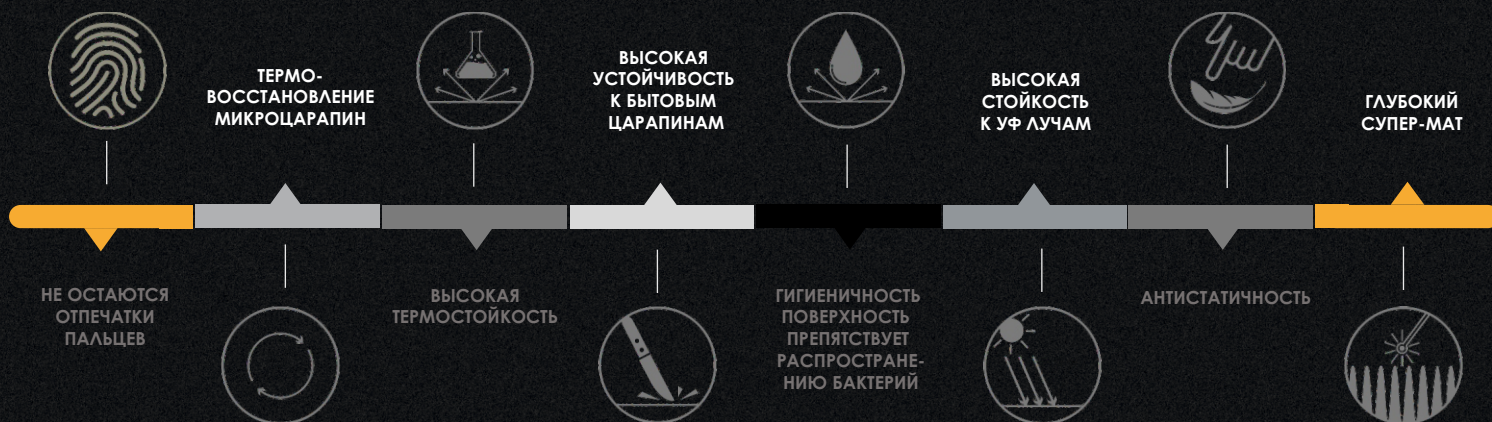 НЕ ОСТАЮТСЯ
ОТПЕЧАТКИ
ПАЛЬЦЕВ
ТЕРМО-
ВОССТАНОВЛЕНИЕ
МИКРОЦАРАПИН
ВЫСОКАЯ
ТЕРМОСТОЙКОСТЬ
ВЫСОКАЯ
УСТОЙЧИВОСТЬ
К БЫТОВЫМ
ЦАРАПИНАМ
ГИГИЕНИЧНОСТЬ
ПОВЕРХНОСТЬ
ПРЕПЯТСТВУЕТ
РАСПРОСТРАНЕ-
НИЮ БАКТЕРИЙ
ВЫСОКАЯ
СТОЙКОСТЬ
К УФ ЛУЧАМ
АНТИСТАТИЧНОСТЬ
ГЛУБОКИЙ
СУПЕР-МАТ